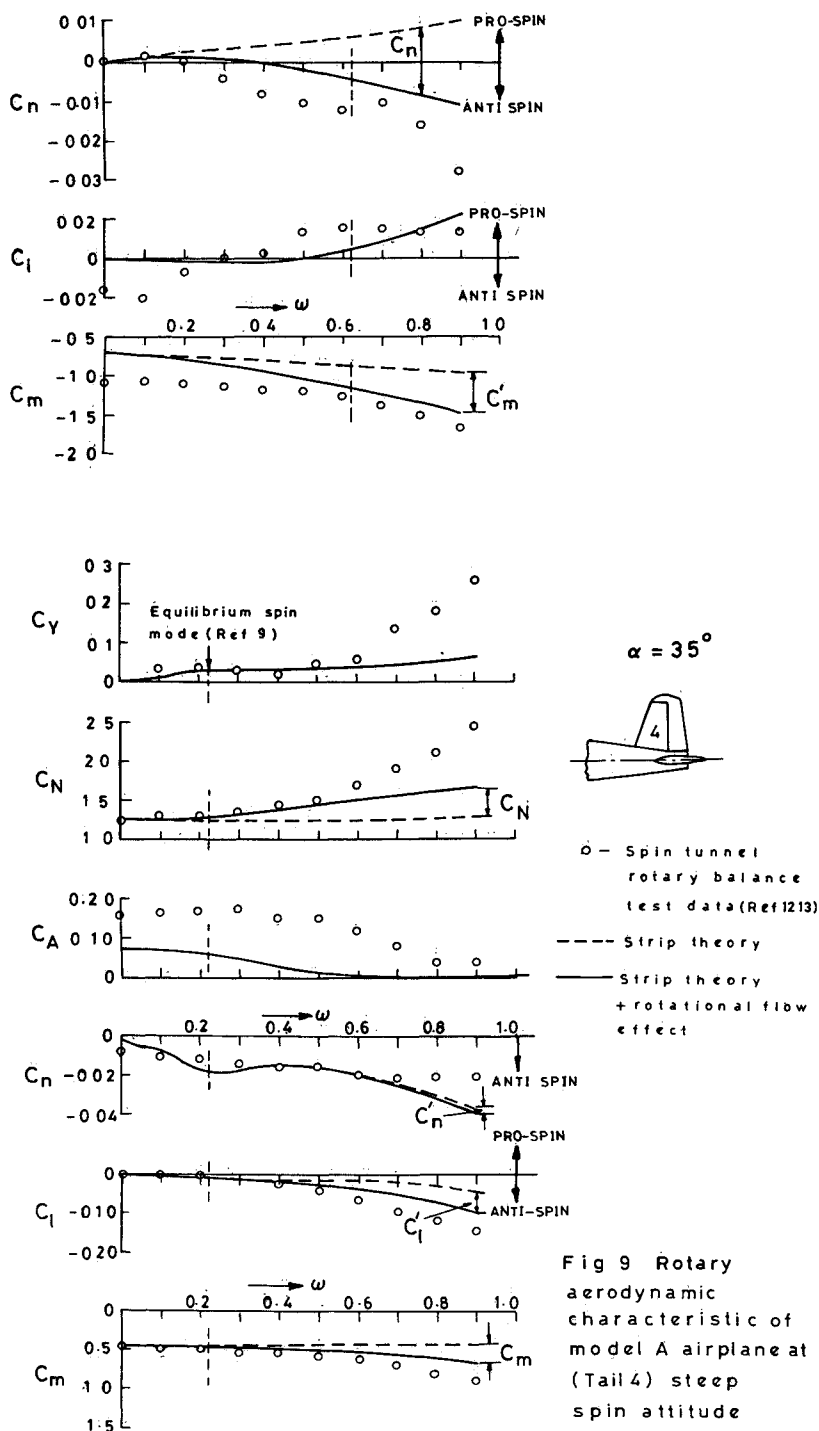 0 01
PRO-SPIN
0
Cn
Cn -0.01
ANTI SPIN
-0 02
-0 03
0 02
PRO-SPIN
Cl 0
-0 02
ANTI SPIN
ω
0.2 0.4 0.6 0.8 1.0
-0 5
Cm -1 0
C'm
-1 5
-2 0
0 3
0 2
CY
Equilibrium spin
mode (Ref 9)
0 1
0
α = 35°
4
2 5
2 0
CN
1 5
CN
1 0
o - Spin tunnel
rotary balance
test data (Ref 12 13)
--- Strip theory
— Strip theory
+ rotational flow
effect
0.20
CA 0 10
0
ω
0.2 0.4 0.6 0.8 1.0
0
Cn -0 02
ANTI SPIN
-0 04
C'n
PRO-SPIN
0
Cl -0 10
C'l
ANTI-SPIN
-0 20
ω
0.2 0.4 0.6 0.8 1.0
0
0.5
Cm
Cm 1 0
1·5
Fig 9 Rotary
aerodynamic
characteristic of
model A airplane at
(Tail 4) steep
spin attitude